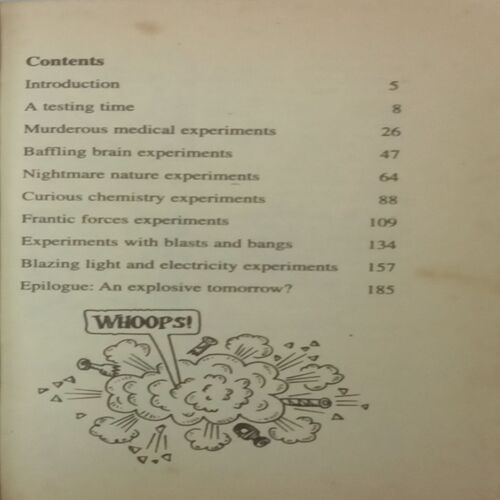 Contents
Introduction 5
A testing time 8
Murderous medical experiments 26
Baffling brain experiments 47
Nightmare nature experiments 64
Curious chemistry experiments 88
Frantic forces experiments 109
Experiments with blasts and bangs 134
Blazing light and electricity experiments 157
Epilogue: An explosive tomorrow? 185
WHOOPS!